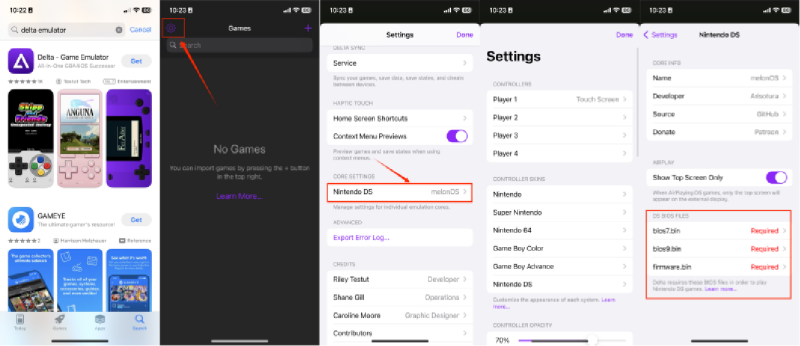 10:22
delta emulator
Cancel
Delta - Game Emulator
All-in-One GBA&DS Successor
Get
Testut Tech
Entertainment
GAMEYE
The ultimate gamer's companion
Get
5
Harrison Holzhauer
Reference
Today
Games
Apps
Search
10:23
Games
Search
No Games
You can import games by pressing the + button
in the top right.
Learn More...
10:23
Settings
Done
DELTA SYNC
Service
Sync your games, save data, save states, and cheats
between devices.
HAPTIC TOUCH
Home Screen Shortcuts
Context Menu Previews
Preview games and save states when using
context menus.
CORE SETTINGS
Nintendo DS
melonDS
Manage settings for individual emulation cores.
ADVANCED
Export Error Log...
CREDITS
Riley Testut
Developer
Shane Gill
Operations
Caroline Moore
Graphic Designer
Contributors
10:23
Done
Settings
CONTROLLERS
Player 1
Touch Screen
Player 2
Player 3
Player 4
CONTROLLER SKINS
Nintendo
Super Nintendo
Nintendo 64
Game Boy Color
Game Boy Advance
Nintendo DS
Customize the appearance of each system. Learn
more...
CONTROLLER OPACITY
70%
10:23
Settings
Nintendo DS
CORE INFO
Name
melonDS
Developer
Arisotura
Source
GitHub
Donate
Patreon
AIRPLAY
Show Top Screen Only
When AirPlaying DS games, only the top screen will
appear on the external display.
DS BIOS FILES
bios7.bin
Required
bios9.bin
Required
firmware.bin
Required
Delta requires these BIOS files in order to play
Nintendo DS games. Learn more...